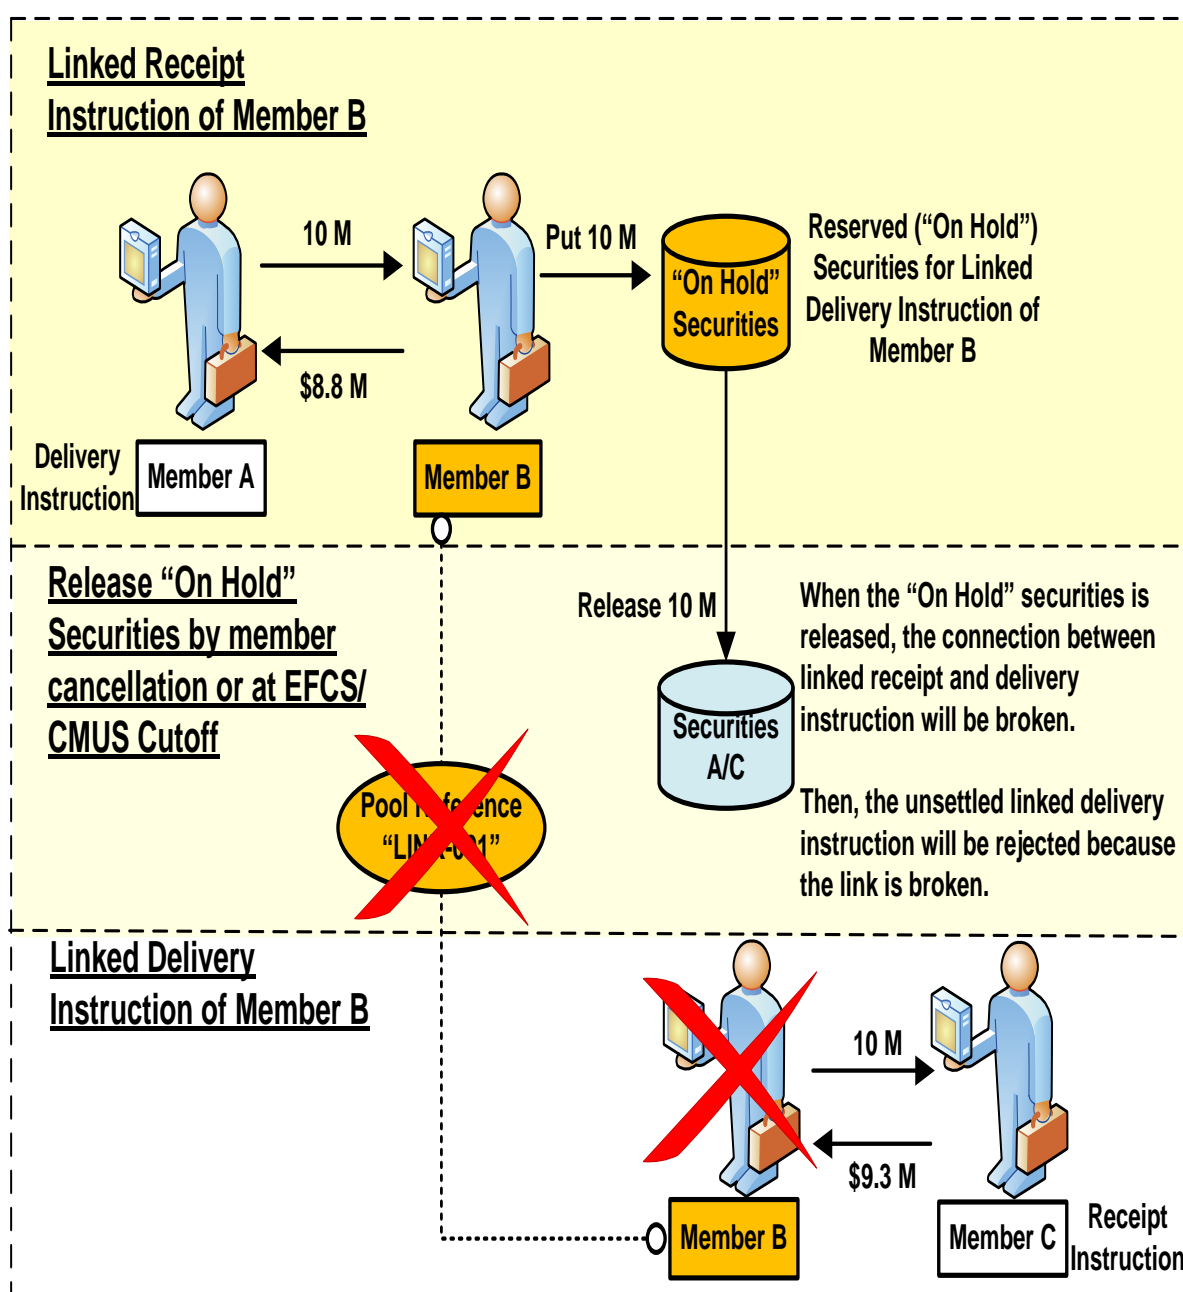 Linked Receipt
Instruction of Member B
10 M
Put 10 M
$8.8 M
“On Hold”
Securities
Reserved (“On Hold”)
Securities for Linked
Delivery Instruction of
Member B
Delivery
Instruction
Member A
Member B
Release “On Hold”
Securities by member
cancellation or at EFCS/
CMUS Cutoff
Release 10 M
Securities
A/C
When the “On Hold” securities is
released, the connection between
linked receipt and delivery
instruction will be broken.
Then, the unsettled linked delivery
instruction will be rejected because
the link is broken.
Pool Reference
Linked Delivery
Instruction of Member B
10 M
$9.3 M
Member B
Member C
Receipt
Instruction